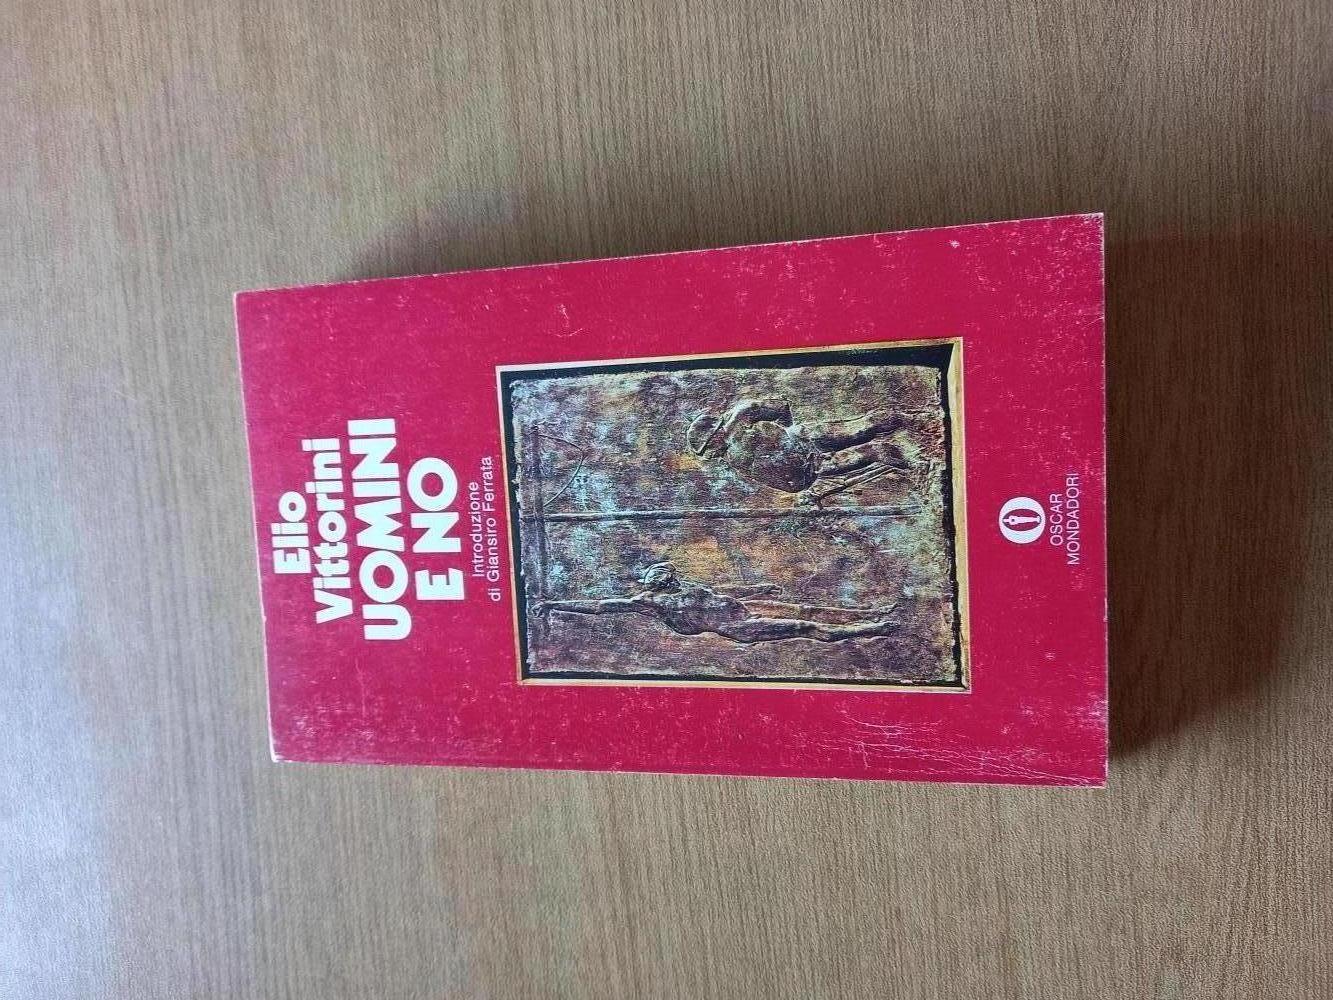 Elio
Vittorini
UOMINI
E NO
Introduzione
di Giansiro Ferrata
OSCAR
MONDADORI